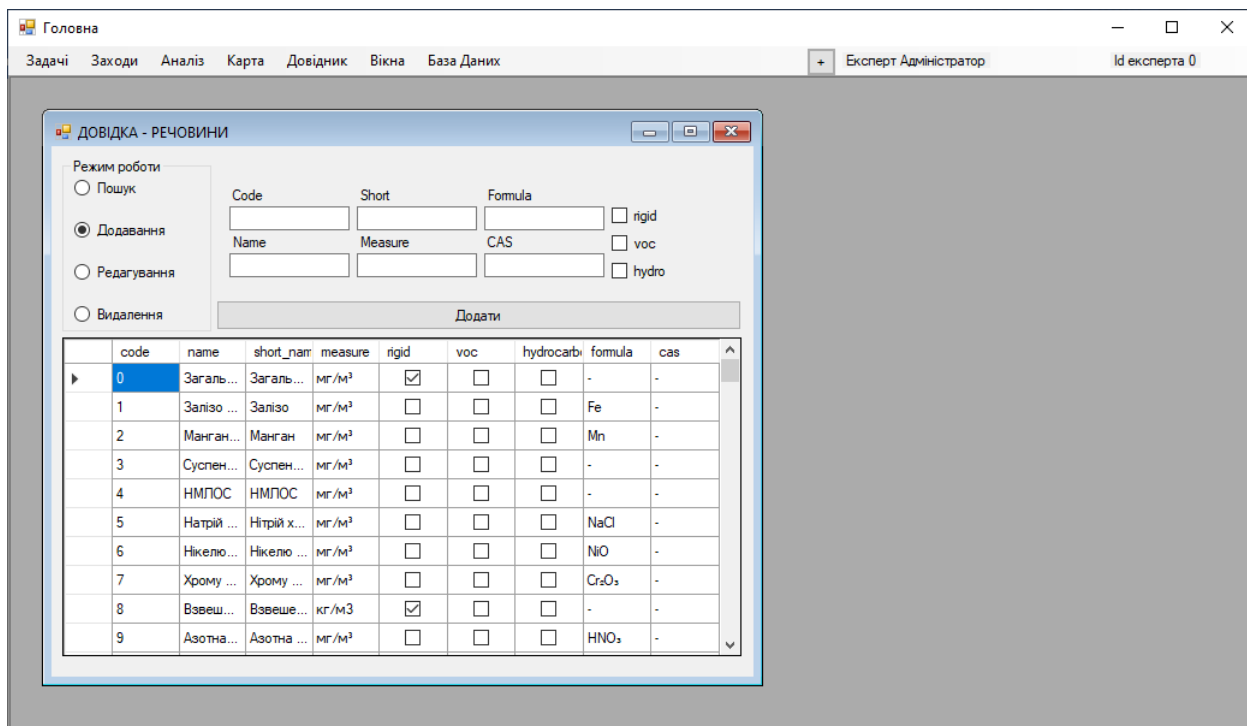 Головна
Задачі Заходи Аналіз Карта Довідник Вікна База Даних + Експерт Адміністратор Id експерта 0
ДОВІДКА - РЕЧОВИНИ
Режим роботи
Пошук
Додавання
Редагування
Видалення
Code Short Formula
rigid
Name Measure CAS
voc
hydro
Додати
code name short_nam measure rigid voc hydrocarb formula cas
0 Загаль... Загаль... мг/м³ - -
1 Залізо ... Залізо мг/м³ Fe -
2 Манган... Манган мг/м³ Mn -
3 Суспен... Суспен... мг/м³ - -
4 НМЛОС НМЛОС мг/м³ - -
5 Натрій ... Нітрій х... мг/м³ NaCl -
6 Нікелю... Нікелю ... мг/м³ NiO -
7 Хрому ... Хрому ... мг/м³ Cr₂O₃ -
8 Взвеш... Взвеше... кг/м3 - -
9 Азотна... Азотна ... мг/м³ HNO₃ -